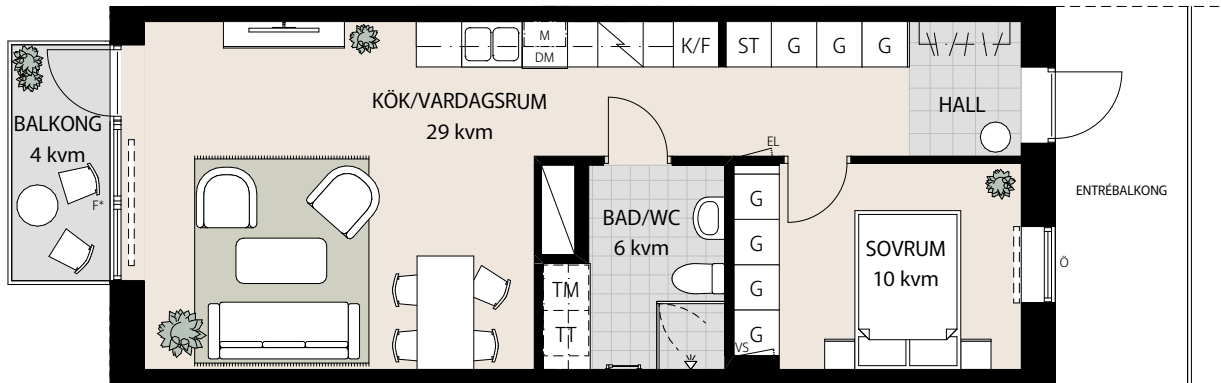 M
DM
K/F
ST
G
G
G
HALL
KÖK/VARDAGSRUM
29 kvm
BALKONG
4 kvm
F*
EL
ENTRÉBALKONG
BAD/WC
6 kvm
G
G
G
G
SOVRUM
10 kvm
Ö
TM
TT
VS